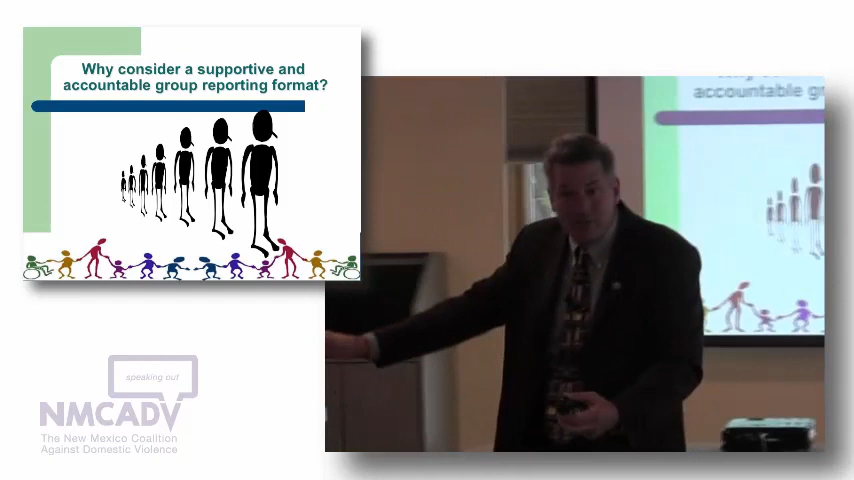 Why consider a supportive and
accountable group reporting format?
accountable g
speaking out
NMCADV
The New Mexico Coalition
Against Domestic Violence